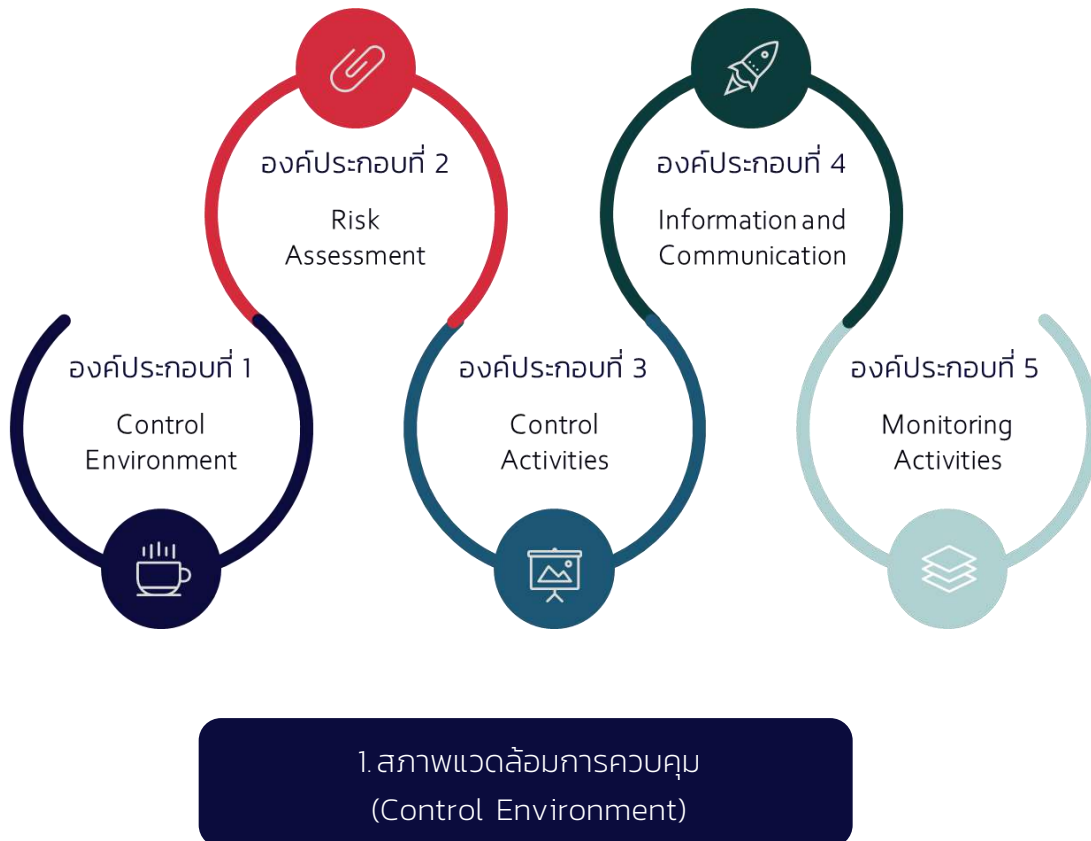 องค์ประกอบที่ 1
Control
Environment
องค์ประกอบที่ 2
Risk
Assessment
องค์ประกอบที่ 3
Control
Activities
องค์ประกอบที่ 4
Information and
Communication
องค์ประกอบที่ 5
Monitoring
Activities
1. สภาพแวดล้อมการควบคุม
(Control Environment)